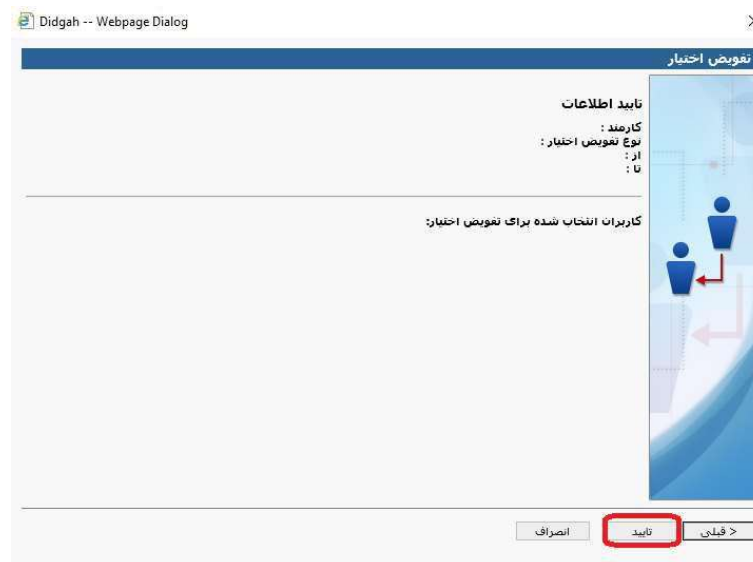 Didgah -- Webpage Dialog
تفویض اختیار
تایید اطلاعات
کارمند :
نوع تفویض اختیار :
از :
تا :
کاربران انتخاب شده برای تفویض اختیار:
< قبلی
تایید
انصراف